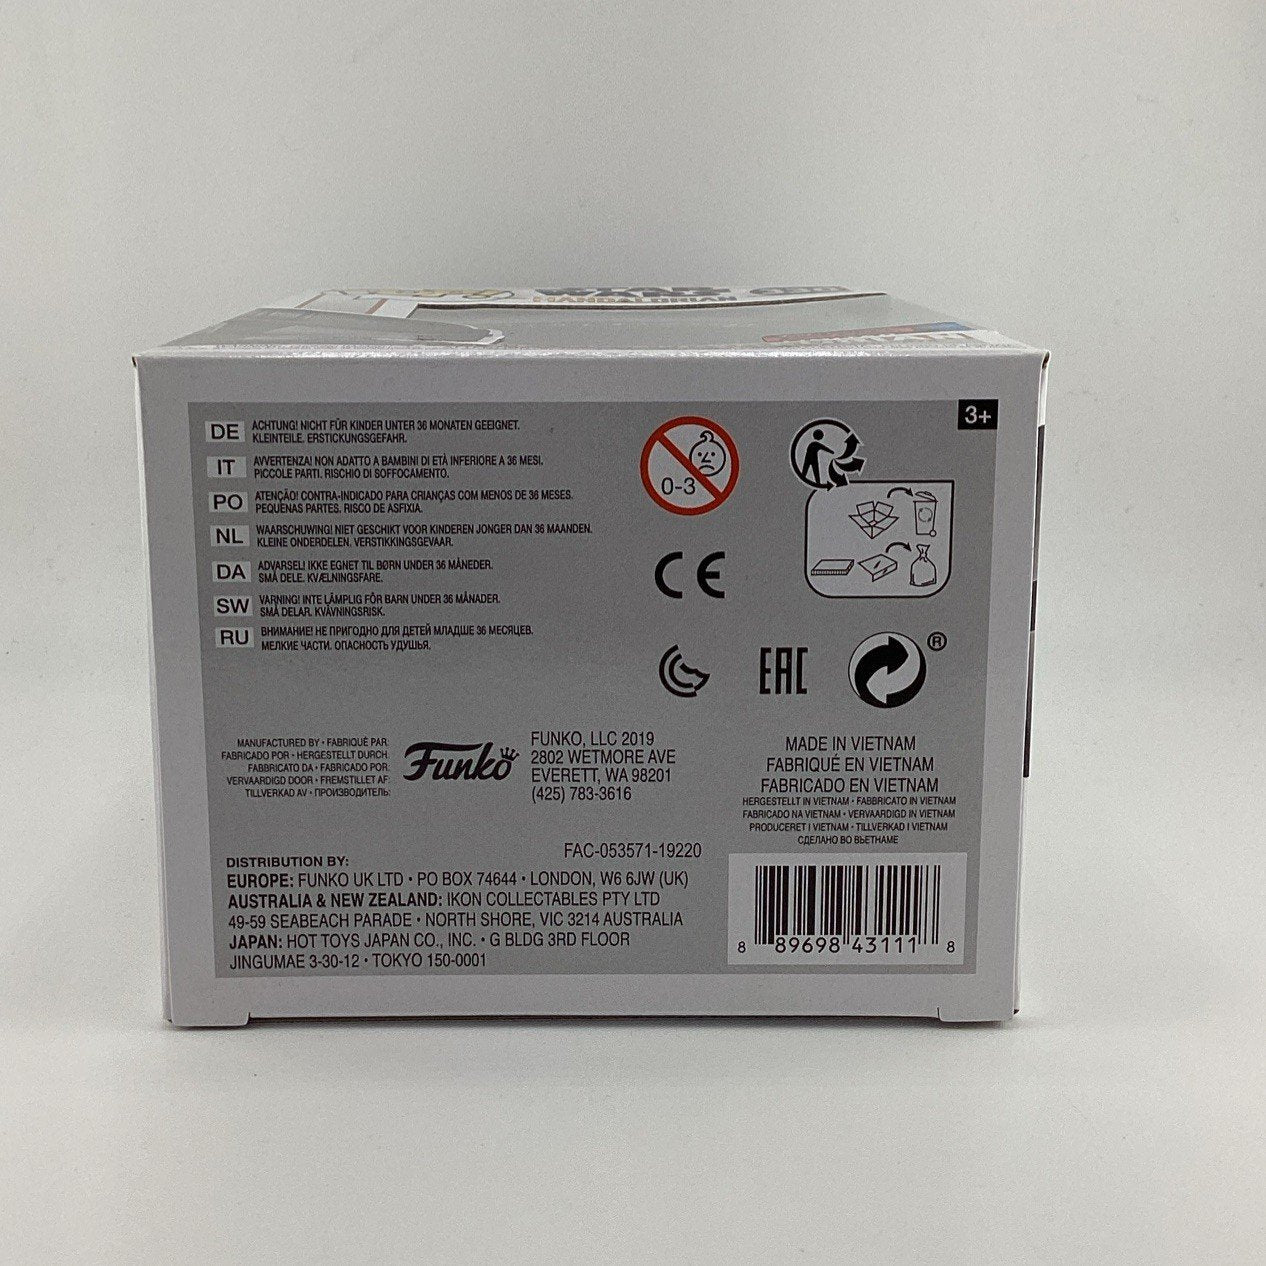 STAR
WARS
MANDALORIAN
3+
DE ACHTUNG! NICHT FÜR KINDER UNTER 36 MONATEN GEEIGNET.
KLEINTEILE. ERSTICKUNGSGEFAHR.
IT AVVERTENZA! NON ADATTO A BAMBINI DI ETÀ INFERIORE A 36 MESI.
PICCOLE PARTI. RISCHIO DI SOFFOCAMENTO.
PO ATENÇÃO! CONTRA-INDICADO PARA CRIANÇAS COM MENOS DE 36 MESES.
PEQUENAS PARTES. RISCO DE ASFIXIA.
NL WAARSCHUWING! NIET GESCHIKT VOOR KINDEREN JONGER DAN 36 MAANDEN.
KLEINE ONDERDELEN. VERSTIKKINGSGEVAAR.
DA ADVARSEL! IKKE EGNET TIL BØRN UNDER 36 MÅNEDER.
SMÅ DELE. KVÆLNINGSFARE.
SW VARNING! INTE LÄMPLIG FÖR BARN UNDER 36 MÅNADER.
SMÅ DELAR. KVÄVNINGSRISK.
RU ВНИМАНИЕ! НЕ ПРИГОДНО ДЛЯ ДЕТЕЙ МЛАДШЕ 36 МЕСЯЦЕВ.
МЕЛКИЕ ЧАСТИ. ОПАСНОСТЬ УДУШЬЯ.
0-3
CE
EAC
®
MANUFACTURED BY • FABRIQUÉ PAR
FABRICADO POR • HERGESTELLT DURCH:
FABBRICATO DA • FABRICADO POR:
VERVAARDIGD DOOR • FREMSTILLET AF:
TILLVERKAD AV • ПРОИЗВОДИТЕЛЬ:
Funko
FUNKO, LLC 2019
2802 WETMORE AVE
EVERETT, WA 98201
(425) 783-3616
MADE IN VIETNAM
FABRIQUÉ EN VIETNAM
FABRICADO EN VIETNAM
HERGESTELLT IN VIETNAM • FABBRICATO IN VIETNAM
FABRICADO NA VIETNAM • VERVAARDIGD IN VIETNAM
PRODUCERET I VIETNAM • TILLVERKAD I VIETNAM
СДЕЛАНО ВО ВЬЕТНАМЕ
FAC-053571-19220
DISTRIBUTION BY:
EUROPE: FUNKO UK LTD • PO BOX 74644 • LONDON, W6 6JW (UK)
AUSTRALIA & NEW ZEALAND: IKON COLLECTABLES PTY LTD
49-59 SEABEACH PARADE • NORTH SHORE, VIC 3214 AUSTRALIA
JAPAN: HOT TOYS JAPAN CO., INC. • G BLDG 3RD FLOOR
JINGUMAE 3-30-12 • TOKYO 150-0001
8 89698 43111 8